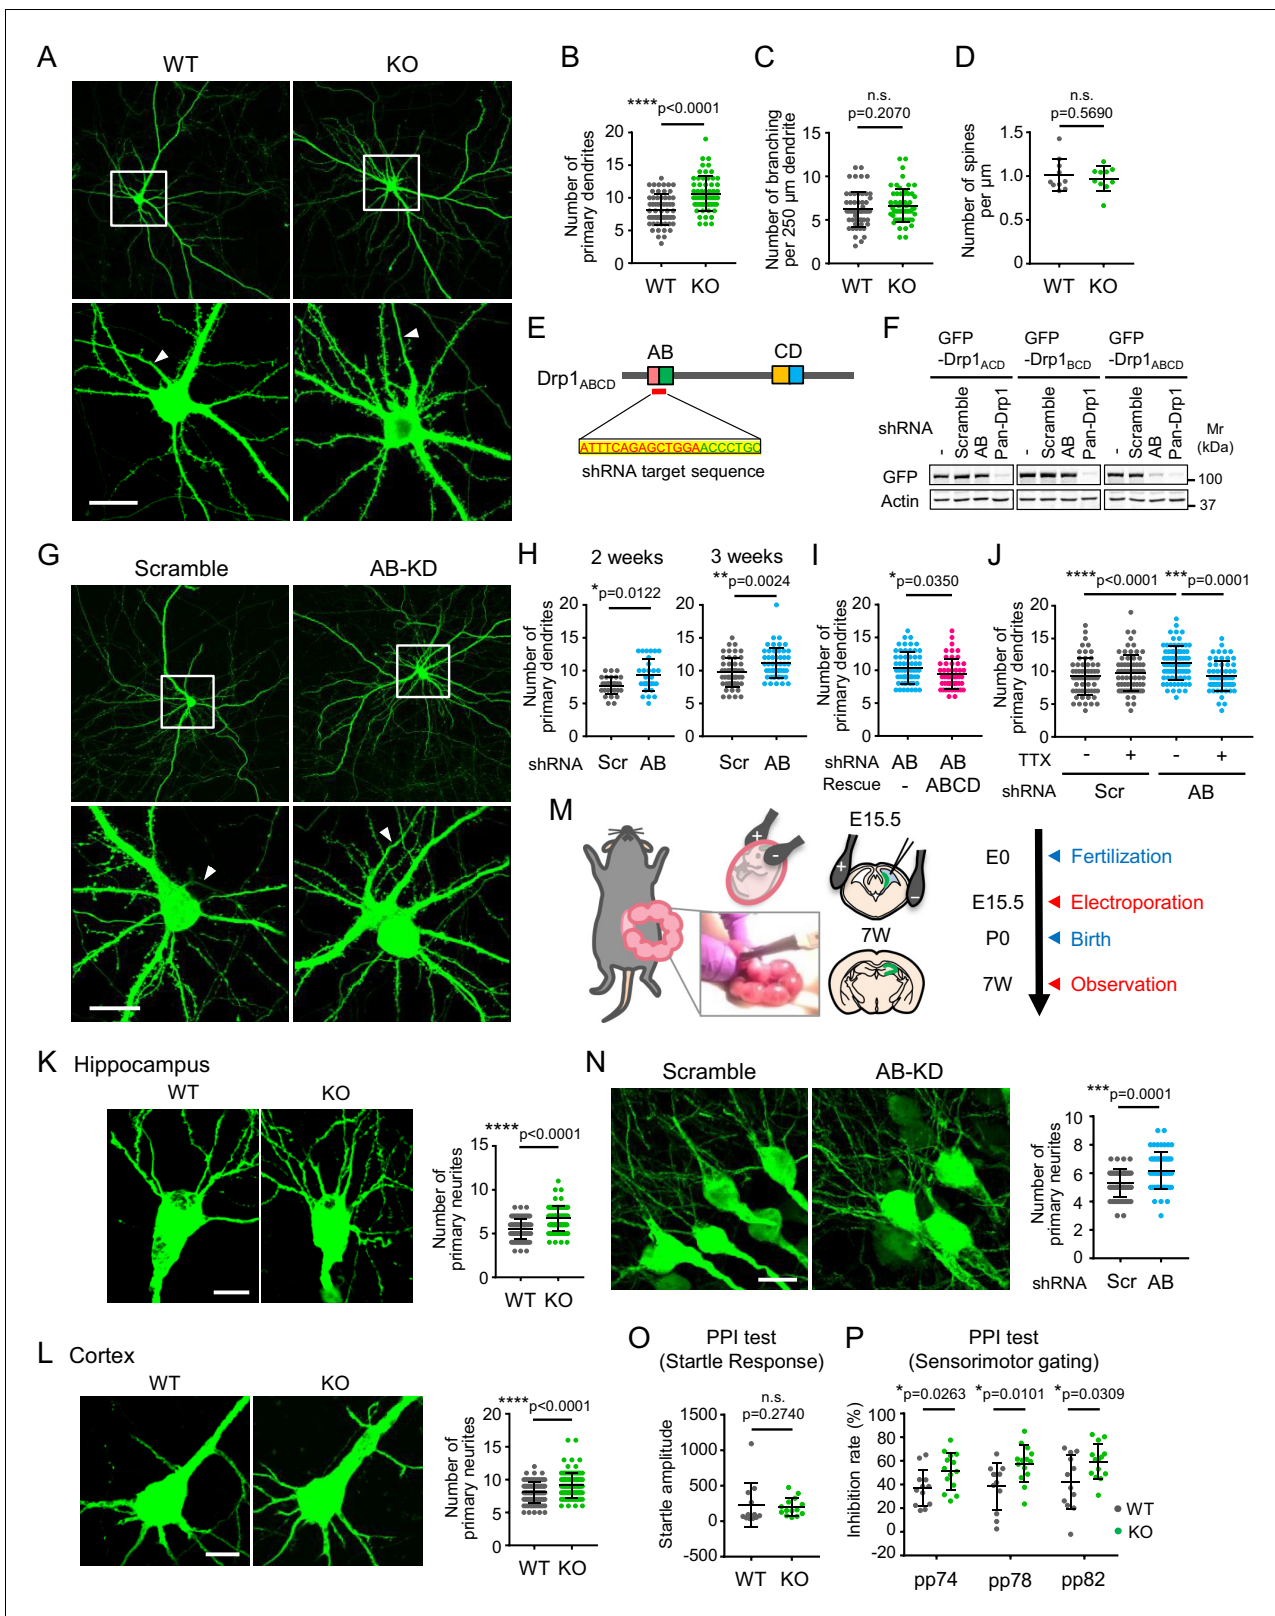 A
WT
KO
B
****p<0.0001
Number of
primary dendrites
20
15
10
5
0
WT KO
C
n.s.
p=0.2070
Number of branching
per 250 µm dendrite
20
15
10
5
0
WT KO
D
n.s.
p=0.5690
Number of spines
per µm
1.5
1.0
0.5
0
WT KO
E
AB
CD
Drp1ABCD
ATTTCAGAGCTGGAACCCTGC
shRNA target sequence
F
GFP
-Drp1ACD
GFP
-Drp1BCD
GFP
-Drp1ABCD
shRNA
-
Scramble
AB
Pan-Drp1
-
Scramble
AB
Pan-Drp1
-
Scramble
AB
Pan-Drp1
Mr
(kDa)
GFP
100
Actin
37
G
Scramble
AB-KD
H
2 weeks
*p=0.0122
Number of
primary dendrites
20
15
10
5
0
shRNA Scr AB
3 weeks
**p=0.0024
20
15
10
5
0
Scr AB
I
*p=0.0350
Number of
primary dendrites
20
15
10
5
0
shRNA AB AB
Rescue - ABCD
J
****p<0.0001
***p=0.0001
Number of
primary dendrites
20
15
10
5
0
TTX - + - +
shRNA Scr AB
M
+
-
E15.5
+
-
7W
E0 Fertilization
E15.5 Electroporation
P0 Birth
7W Observation
K Hippocampus
WT
KO
****p<0.0001
Number of
primary neurites
15
10
5
0
WT KO
N
Scramble
AB-KD
***p=0.0001
Number of
primary neurites
10
8
6
4
2
0
shRNA Scr AB
L Cortex
WT
KO
****p<0.0001
Number of
primary neurites
20
15
10
5
0
WT KO
O
PPI test
(Startle Response)
n.s.
p=0.2740
Startle amplitude
1500
1000
500
0
-500
WT KO
P
PPI test
(Sensorimotor gating)
*p=0.0263
*p=0.0101
*p=0.0309
Inhibition rate (%)
100
80
60
40
20
0
-20
pp74 pp78 pp82
WT
KO